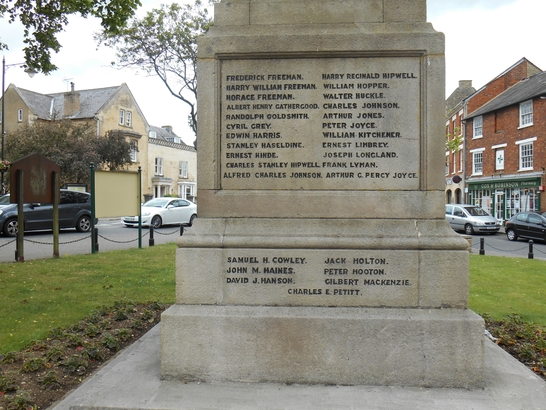 FREDERICK FREEMAN. HARRY REGINALD HIPWELL.
HARRY WILLIAM FREEMAN. WILLIAM HOPPER.
HORACE FREEMAN. WALTER HUCKLE.
ALBERT HENRY GATHERGOOD. CHARLES JOHNSON.
RANDOLPH GOLDSMITH. ARTHUR JONES.
CYRIL GREY. PETER JOYCE.
EDWIN HARRIS. WILLIAM KITCHENER.
STANLEY HASELDINE. ERNEST LIMBREY.
ERNEST HINDE. JOSEPH LONGLAND.
CHARLES STANLEY HIPWELL. FRANK LYMAN.
ALFRED CHARLES JOHNSON. ARTHUR G. PERCY JOYCE.
SAMUEL H. COWLEY. JACK HOLTON.
JOHN M. HAINES. PETER HOOTON.
DAVID J. HANSON. GILBERT MACKENZIE.
CHARLES E. PETITT.